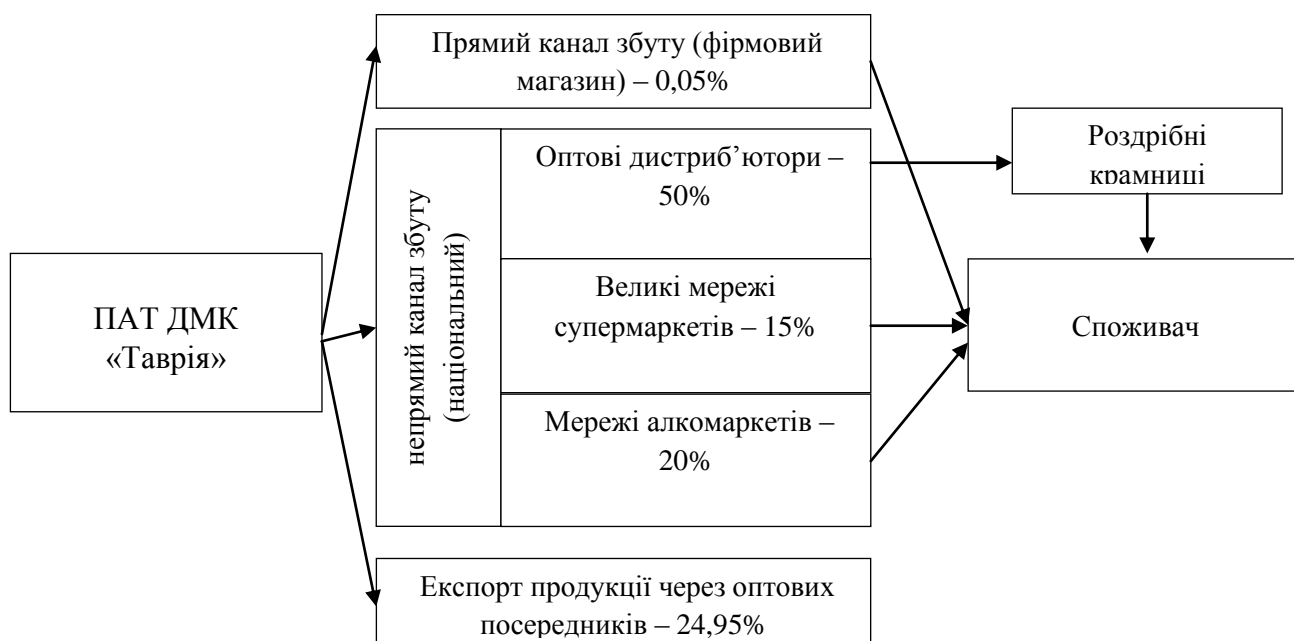 Прямий канал збуту (фірмовий
магазин) – 0,05%
Оптові дистриб’ютори –
50%
Роздрібні
крамниці
непрямий канал збуту
(національний)
ПАТ ДМК
«Таврія»
Великі мережі
супермаркетів – 15%
Споживач
Мережі алкомаркетів –
20%
Експорт продукції через оптових
посередників – 24,95%